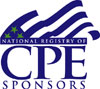 NATIONAL REGISTRY OF
CPE
SPONSORS